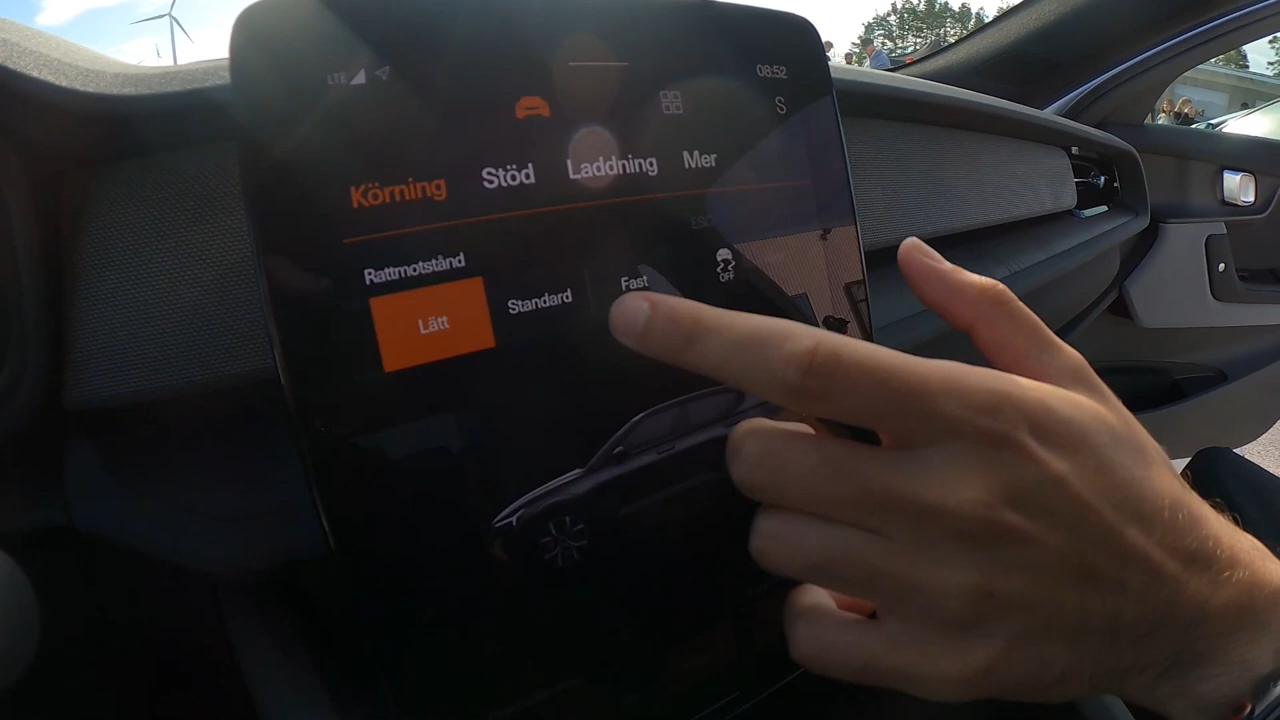 LTE
08:52
S
Körning Stöd Laddning Mer
ESC
Rattmotstånd
Lätt Standard Fast
OFF